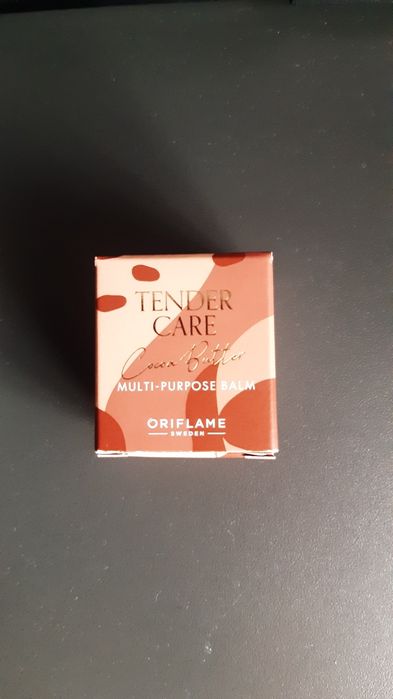 TENDER
CARE
Cocoa Butter
MULTI-PURPOSE BALM
ORIFLAME
SWEDEN